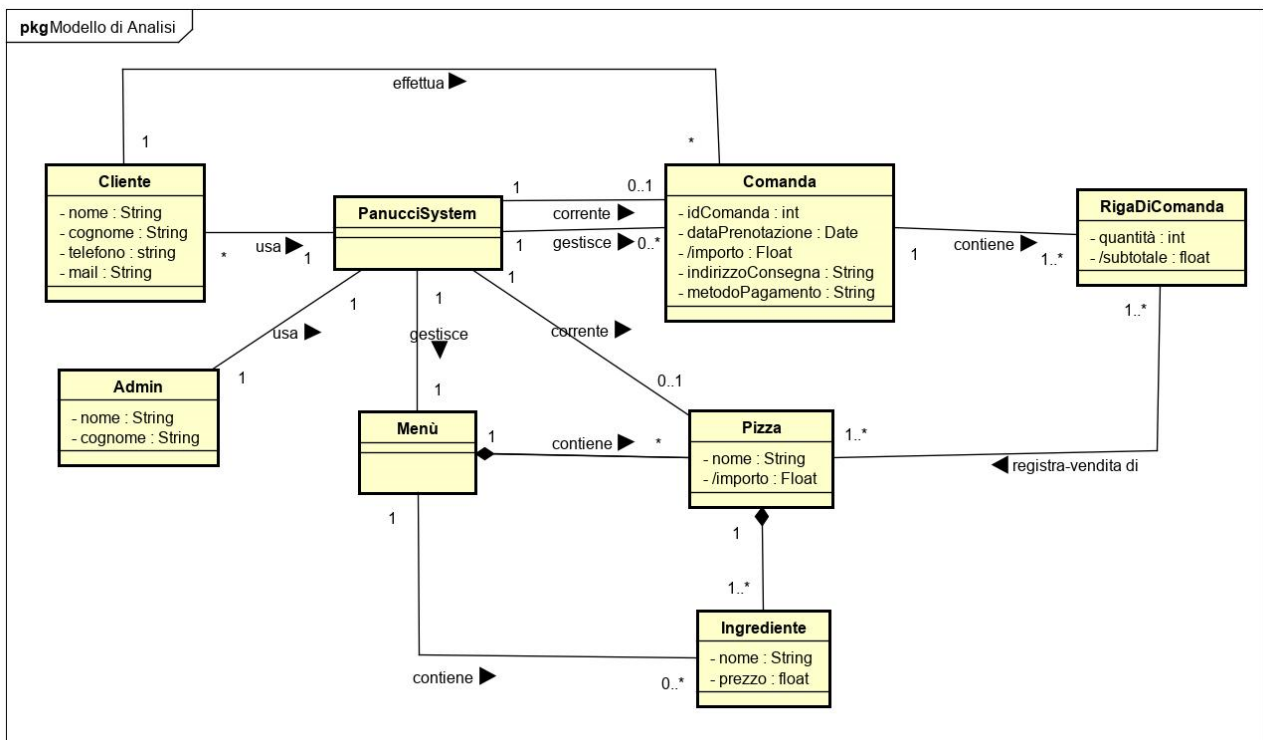 pkg Modello di Analisi
effettua
1
*
Cliente
- nome : String
- cognome : String
- telefono : string
- mail : String
*
usa
1
PanucciSystem
1
0..1
corrente
1
gestisce
0..*
Comanda
- idComanda : int
- dataPrenotazione : Date
- /importo : Float
- indirizzoConsegna : String
- metodoPagamento : String
1
contiene
1..*
RigaDiComanda
- quantità : int
- /subtotale : float
1
usa
1
Admin
- nome : String
- cognome : String
1
gestisce
1
1
corrente
0..1
Menù
1
contiene
*
Pizza
- nome : String
- /importo : Float
1..*
1..*
registra-vendita di
1
1..*
Ingrediente
- nome : String
- prezzo : float
1
contiene
0..*